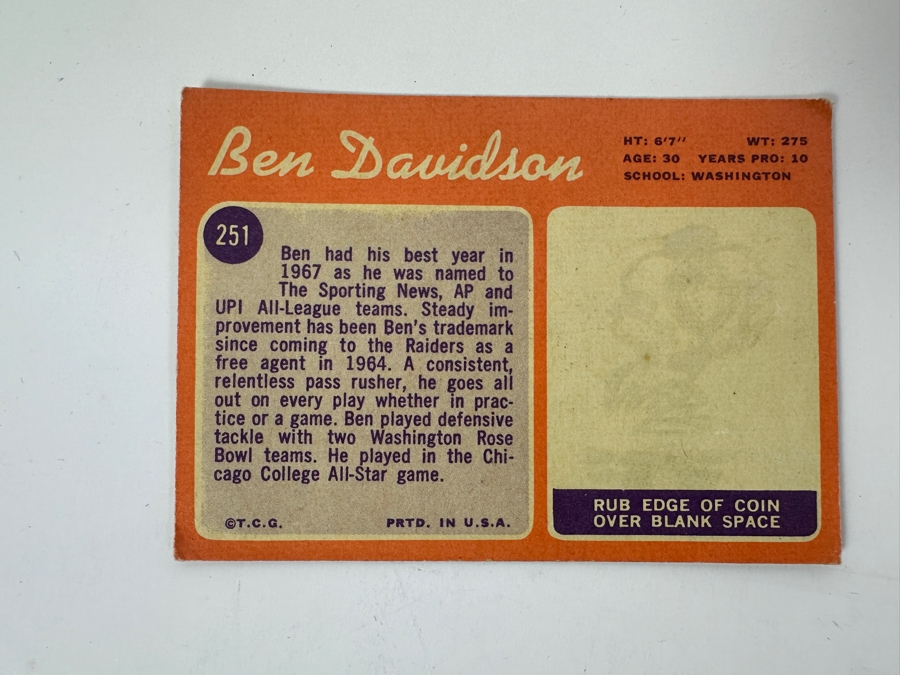 Ben Davidson
HT: 6'7'' WT: 275
AGE: 30 YEARS PRO: 10
SCHOOL: WASHINGTON
251
Ben had his best year in
1967 as he was named to
The Sporting News, AP and
UPI All-League teams. Steady im-
provement has been Ben's trademark
since coming to the Raiders as a
free agent in 1964. A consistent,
relentless pass rusher, he goes all
out on every play whether in prac-
tice or a game. Ben played defensive
tackle with two Washington Rose
Bowl teams. He played in the Chi-
cago College All-Star game.
©T.C.G. PRTD. IN U.S.A.
RUB EDGE OF COIN
OVER BLANK SPACE